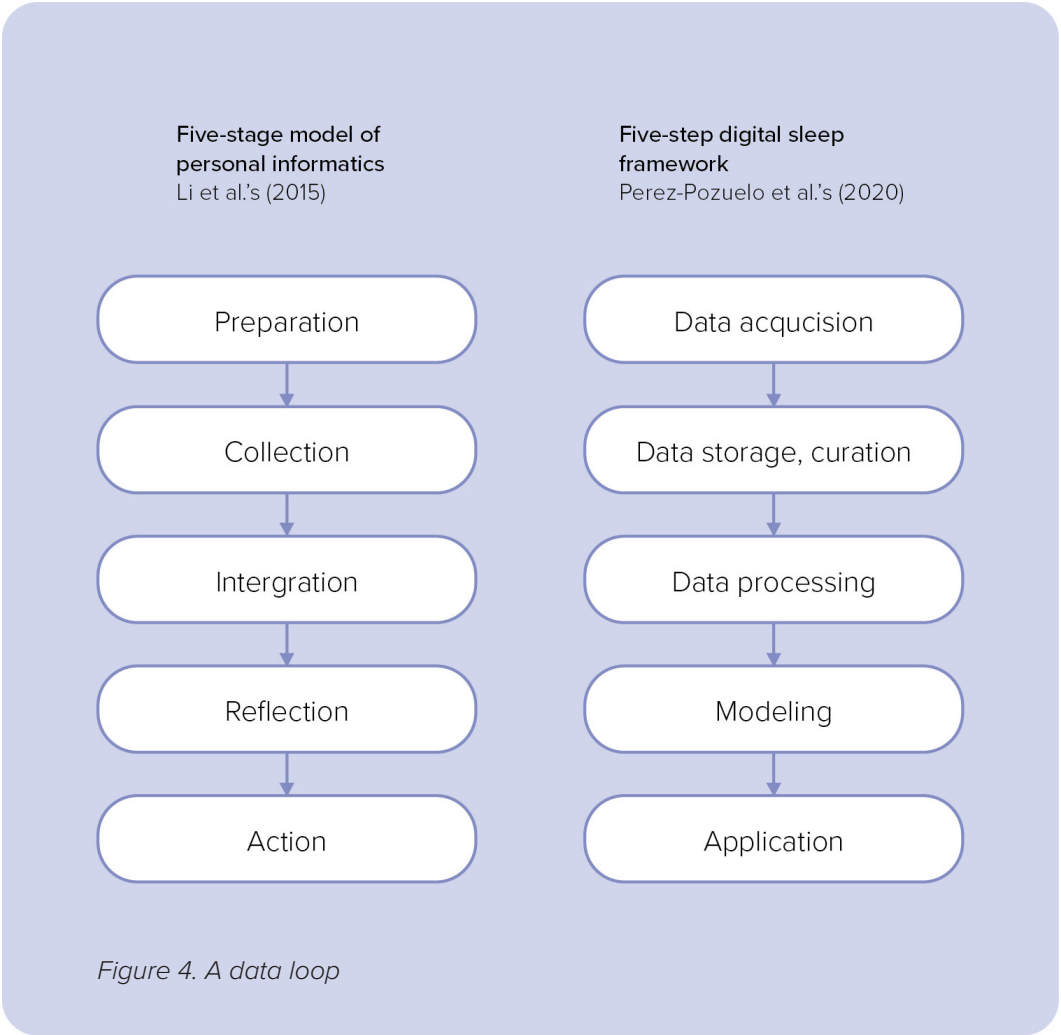 Five-stage model of
personal informatics
Li et al.'s (2015)
Preparation
Collection
Intergration
Reflection
Action
Five-step digital sleep
framework
Perez-Pozuelo et al.'s (2020)
Data acqucision
Data storage, curation
Data processing
Modeling
Application
Figure 4. A data loop